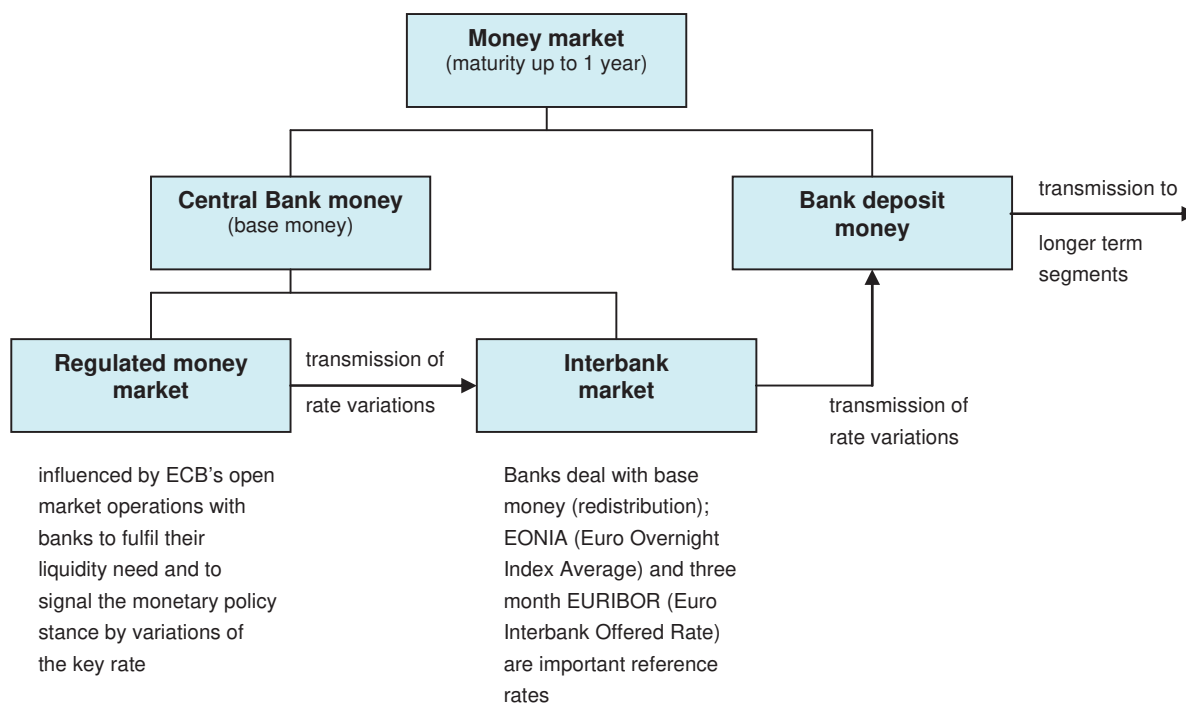 Money market
(maturity up to 1 year)
Central Bank money
(base money)
Bank deposit
money
transmission to
longer term
segments
Regulated money
market
transmission of
rate variations
Interbank
market
transmission of
rate variations
influenced by ECB’s open
market operations with
banks to fulfil their
liquidity need and to
signal the monetary policy
stance by variations of
the key rate
Banks deal with base
money (redistribution);
EONIA (Euro Overnight
Index Average) and three
month EURIBOR (Euro
Interbank Offered Rate)
are important reference
rates